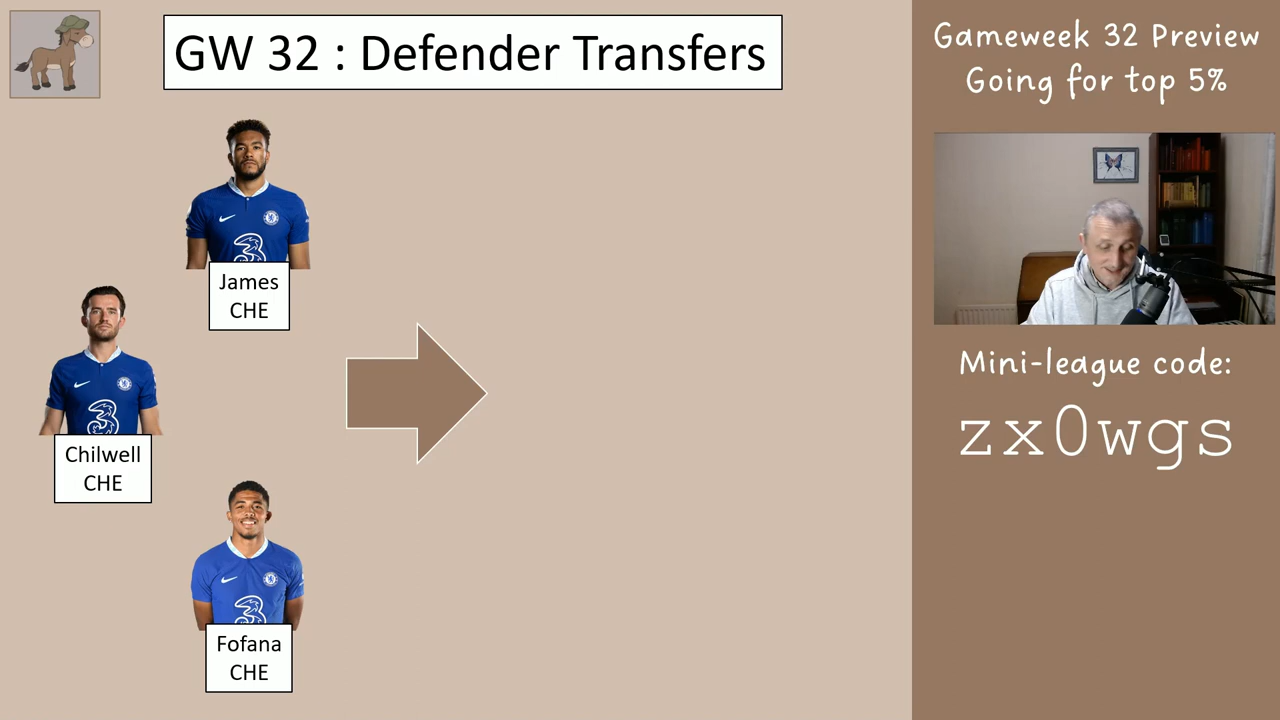 GW 32 : Defender Transfers
James
CHE
Chilwell
CHE
Fofana
CHE
Gameweek 32 Preview
Going for top 5%
Mini-league code:
zx0wgs